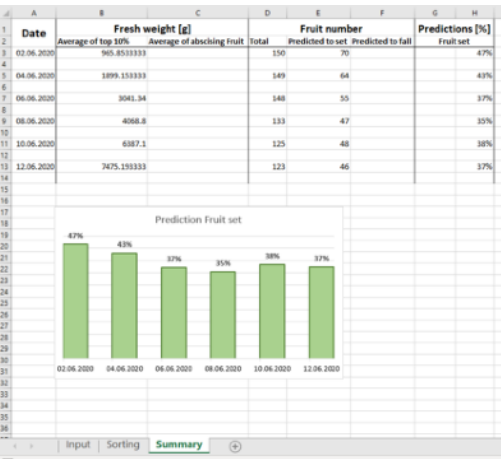 A B C D E F G H
1 Date Fresh weight [g] Fruit number Predictions [%]
2 Average of top 10% Average of abscising Fruit Total Predicted to set Predicted to fall Fruit set
3 02.06.2020 965.8533333 150 70 47%
4
5 04.06.2020 1899.153333 149 64 43%
6
7 06.06.2020 3041.34 148 55 37%
8
9 08.06.2020 4068.8 133 47 35%
10
11 10.06.2020 6387.1 125 48 38%
12
13 12.06.2020 7475.193333 123 46 37%
14
15
16
17
18 Prediction Fruit set
19
20 47% 43%
21 37% 35% 38% 37%
22
23
24
25
26
27
28
29
30
31 02.06.2020 04.06.2020 06.06.2020 08.06.2020 10.06.2020 12.06.2020
32
33
34
35
36
Input Sorting Summary